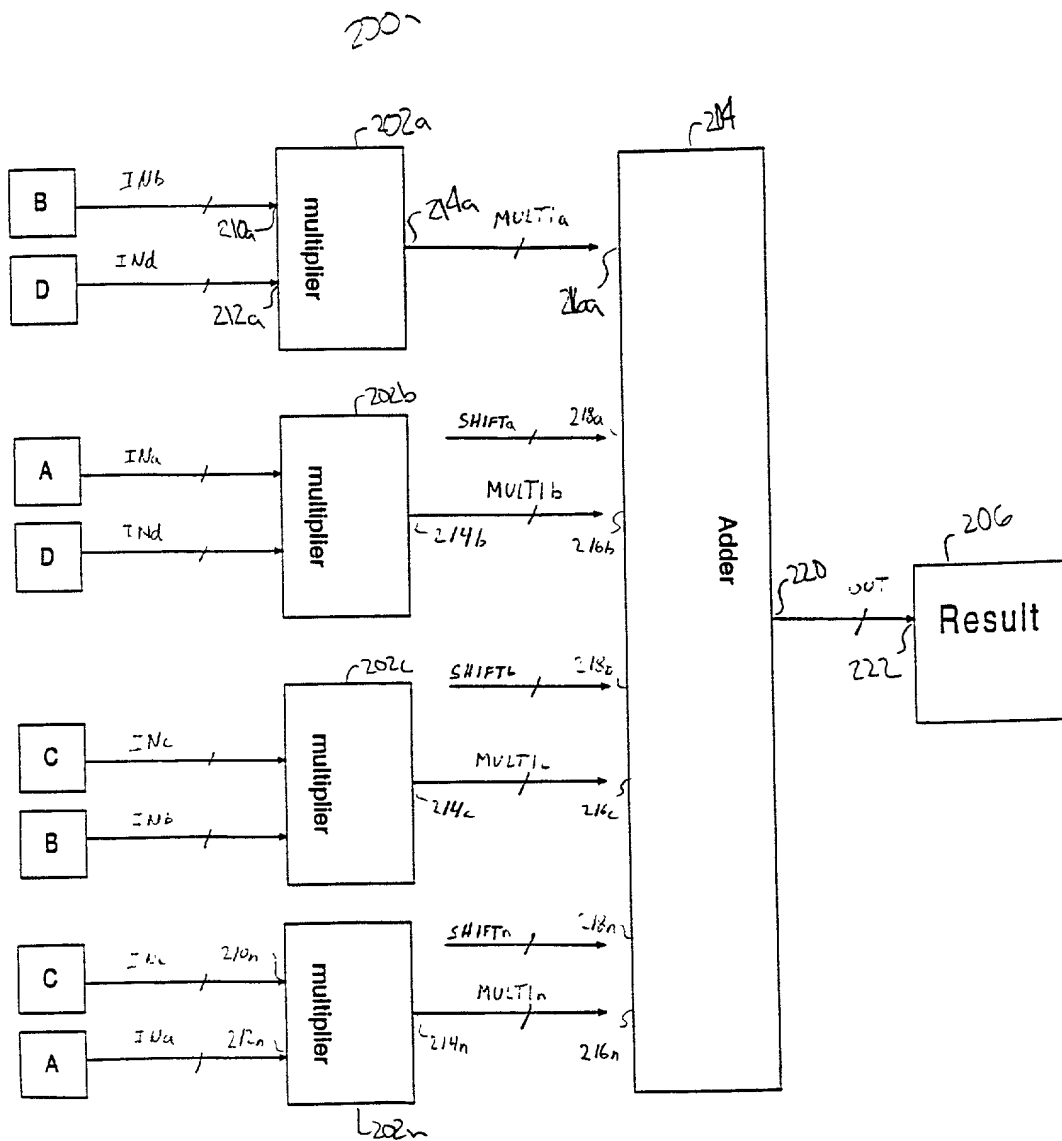 200
202a
214
B
INb
210a
multiplier
214a
MULTIa
216a
D
INd
212a
202b
A
INa
multiplier
SHIFTa
218a
MULTIb
214b
216b
D
INd
Adder
206
220
OUT
222
Result
202c
C
INc
multiplier
SHIFTb
218b
MULTIc
214c
216c
B
INb
C
INc
210n
multiplier
SHIFTn
218n
MULTIn
214n
216n
A
INa
212n
202n